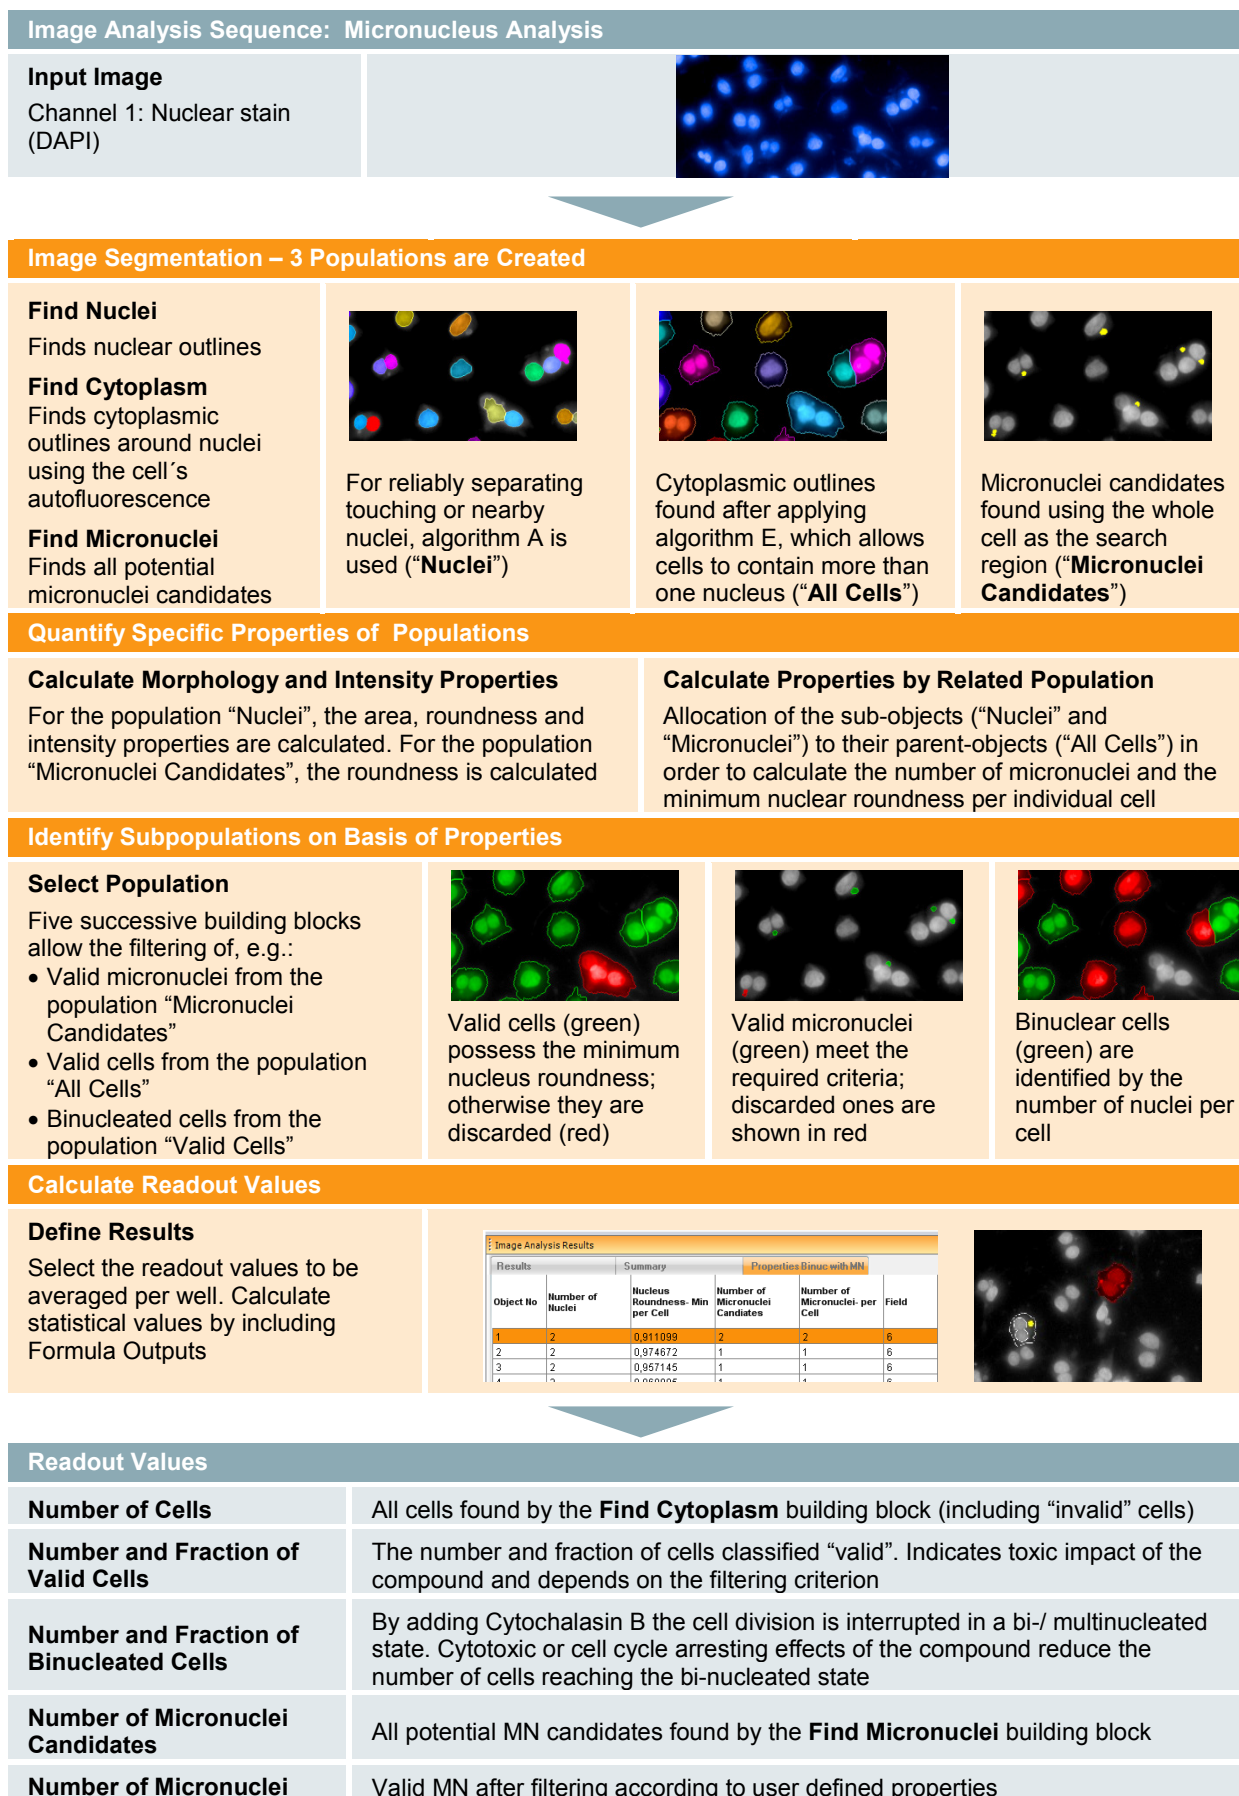 Image Analysis Sequence: Micronucleus Analysis
Input Image
Channel 1: Nuclear stain
(DAPI)
Image Segmentation – 3 Populations are Created
Find Nuclei
Finds nuclear outlines
Find Cytoplasm
Finds cytoplasmic
outlines around nuclei
using the cell´s
autofluorescence
Find Micronuclei
Finds all potential
micronuclei candidates
For reliably separating
touching or nearby
nuclei, algorithm A is
used (“Nuclei”)
Cytoplasmic outlines
found after applying
algorithm E, which allows
cells to contain more than
one nucleus (“All Cells”)
Micronuclei candidates
found using the whole
cell as the search
region (“Micronuclei
Candidates”)
Quantify Specific Properties of Populations
Calculate Morphology and Intensity Properties
For the population “Nuclei”, the area, roundness and
intensity properties are calculated. For the population
“Micronuclei Candidates”, the roundness is calculated
Calculate Properties by Related Population
Allocation of the sub-objects (“Nuclei” and
“Micronuclei”) to their parent-objects (“All Cells”) in
order to calculate the number of micronuclei and the
minimum nuclear roundness per individual cell
Identify Subpopulations on Basis of Properties
Select Population
Five successive building blocks
allow the filtering of, e.g.:
• Valid micronuclei from the
population “Micronuclei
Candidates”
• Valid cells from the population
“All Cells”
• Binucleated cells from the
population “Valid Cells”
Valid cells (green)
possess the minimum
nucleus roundness;
otherwise they are
discarded (red)
Valid micronuclei
(green) meet the
required criteria;
discarded ones are
shown in red
Binuclear cells
(green) are
identified by the
number of nuclei per
cell
Calculate Readout Values
Define Results
Select the readout values to be
averaged per well. Calculate
statistical values by including
Formula Outputs
Image Analysis Results
Results Summary Properties Binuc with MN
Object No Number of Nuclei Nucleus Roundness- Min per Cell Number of Micronuclei Candiates Number of Micronuclei- per Cell Field
1 2 0,911099 2 2 6
2 2 0,974672 1 1 6
3 2 0,957145 1 1 6
Readout Values
Number of Cells
All cells found by the Find Cytoplasm building block (including “invalid” cells)
Number and Fraction of
Valid Cells
The number and fraction of cells classified “valid”. Indicates toxic impact of the
compound and depends on the filtering criterion
Number and Fraction of
Binucleated Cells
By adding Cytochalasin B the cell division is interrupted in a bi-/ multinucleated
state. Cytotoxic or cell cycle arresting effects of the compound reduce the
number of cells reaching the bi-nucleated state
Number of Micronuclei
Candidates
All potential MN candidates found by the Find Micronuclei building block
Number of Micronuclei
Valid MN after filtering according to user defined properties